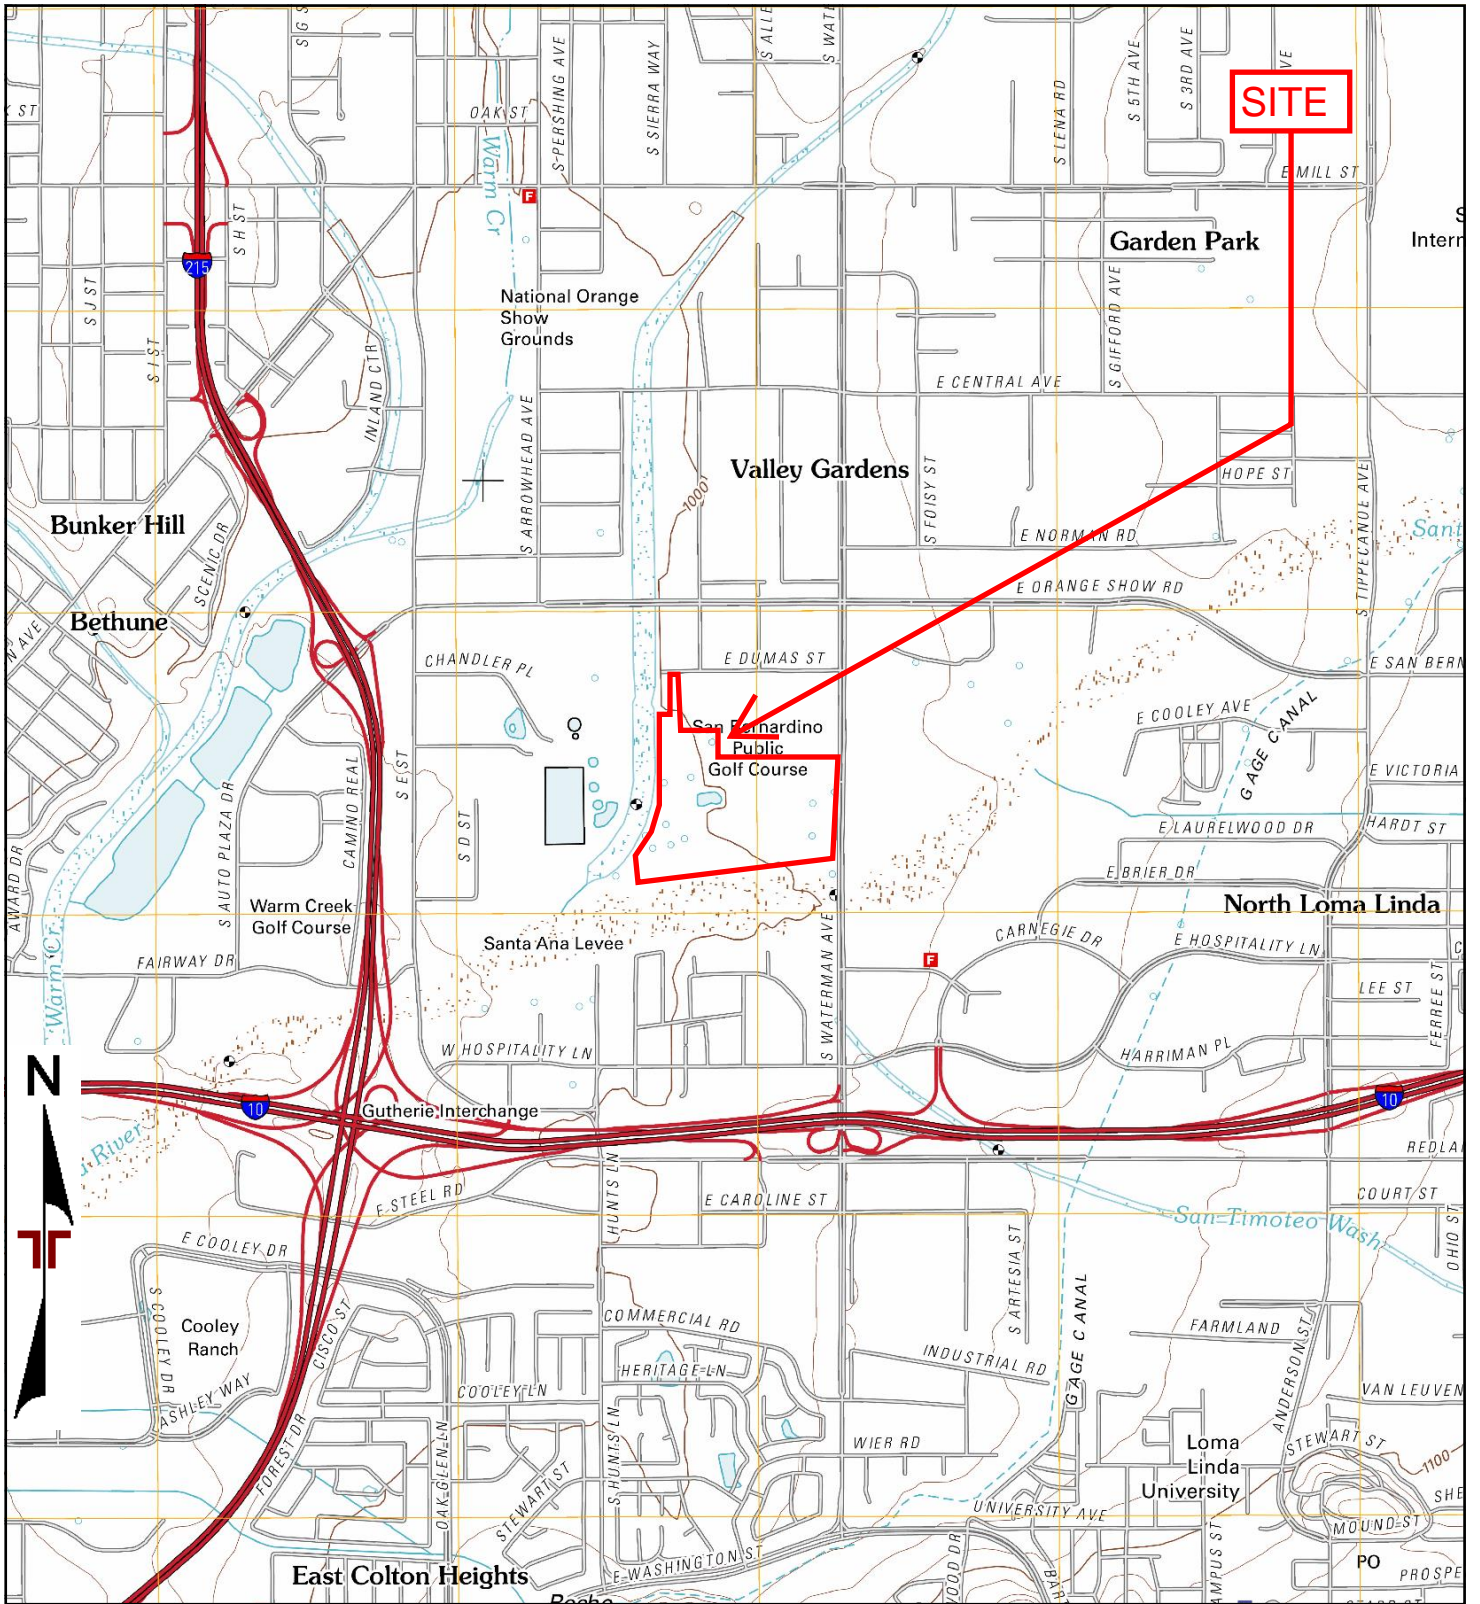 SITE
OAK ST
S PERSHING AVE
S SIERRA WAY
S LENA RD
S 5TH AVE
S 3RD AVE
E MILL ST
Warm Cr
F
S H ST
215
S J ST
S I ST
Garden Park
National Orange
Show
Grounds
INLAND CTR
S GIFFORD AVE
E CENTRAL AVE
S ARROWHEAD AVE
1000
Valley Gardens
S FOISY ST
HOPE ST
S TIPPECANOE AVE
Bunker Hill
SCENIC DR
E NORMAN RD
E ORANGE SHOW RD
Bethune
CHANDLER PL
E DUMAS ST
San Bernardino
Public
Golf Course
E COOLEY AVE
GAGE CANAL
E VICTORIA
S E ST
CAMINO REAL
S AUTO PLAZA DR
S D ST
E LAURELWOOD DR
HARDT ST
E BRIER DR
North Loma Linda
AWARD DR
Warm Creek
Golf Course
Santa Ana Levee
S WATERMAN AVE
CARNEGIE DR
E HOSPITALITY LN
F
FAIRWAY DR
LEE ST
FERREE ST
Warm Cr
W HOSPITALITY LN
HARRIMAN PL
N
10
10
Gutherie Interchange
River
HUNTS LN
E STEEL RD
E CAROLINE ST
COURT ST
San Timoteo Wash
OHIO ST
E COOLEY DR
S COOLEY DR
CISCO ST
S ARTESIA ST
GAGE CANAL
Cooley
Ranch
COMMERCIAL RD
FARMLAND
ANDERSON ST
INDUSTRIAL RD
HERITAGE LN
COOLEY LN
ASHLEY WAY
VAN LEUVEN
FOREST DR
OAK GLEN LN
STEWART ST
S HUNTS LN
WIER RD
Loma
Linda
University
STEWART ST
1100
UNIVERSITY AVE
MOUND ST
E WASHINGTON ST
East Colton Heights
PO